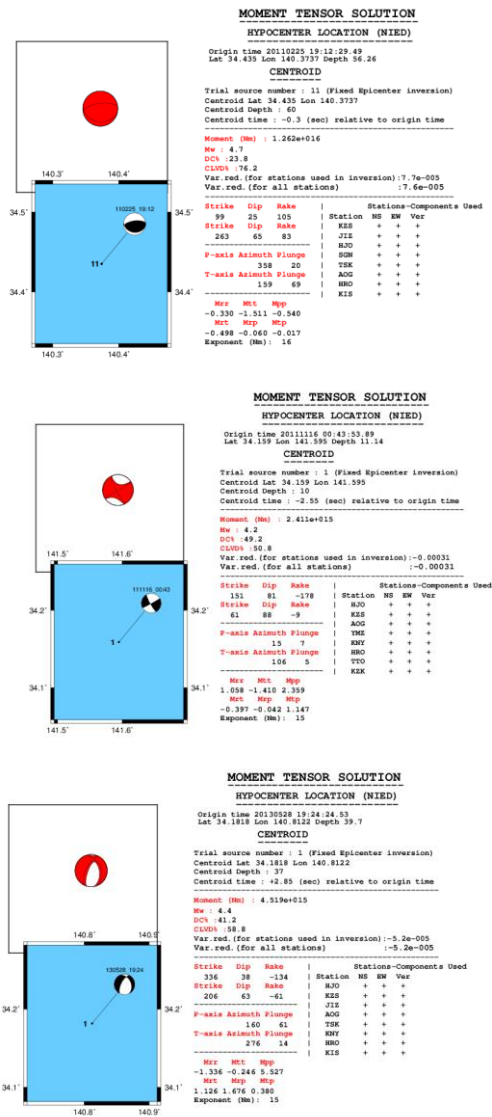 MOMENT TENSOR SOLUTION
HYPOCENTER LOCATION (NIED)
Origin time 20110225 19:12:29.49
Lat 34.435 Lon 140.3737 Depth 56.26
CENTROID
Trial source number : 11 (Fixed Epicenter inversion)
Centroid Lat 34.435 Lon 140.3737
Centroid Depth : 60
Centroid time : -0.3 (sec) relative to origin time
Moment (Nm) : 1.262e+016
Mw : 4.7
DC% :23.8
CLVD% :76.2
Var.red.(for stations used in inversion):7.7e-005
Var.red.(for all stations) :7.6e-005
Strike Dip Rake | Stations-Components Used
99 25 105 | Station NS EW Ver
Strike Dip Rake | KZS + + +
263 65 83 | JIZ + + +
| HJO + + +
P-axis Azimuth Plunge | SGN + + +
358 20 | TSK + + +
T-axis Azimuth Plunge | AOG + + +
159 69 | HRO + + +
| KIS + + +
Mrr Mtt Mpp
-0.330 -1.511 -0.540
Mrt Mrp Mtp
-0.498 -0.060 -0.017
Exponent (Nm): 16
140.3' 140.4'
34.5' 34.5'
110225_19:12
11
34.4' 34.4'
140.3' 140.4'
MOMENT TENSOR SOLUTION
HYPOCENTER LOCATION (NIED)
Origin time 20111116 00:43:53.89
Lat 34.159 Lon 141.595 Depth 11.14
CENTROID
Trial source number : 1 (Fixed Epicenter inversion)
Centroid Lat 34.159 Lon 141.595
Centroid Depth : 10
Centroid time : -2.55 (sec) relative to origin time
Moment (Nm) : 2.411e+015
Mw : 4.2
DC% :49.2
CLVD% :50.8
Var.red.(for stations used in inversion):-0.00031
Var.red.(for all stations) :-0.00031
Strike Dip Rake | Stations-Components Used
151 81 -178 | Station NS EW Ver
Strike Dip Rake | HJO + + +
61 88 -9 | KZS + + +
| AOG + + +
P-axis Azimuth Plunge | YMZ + + +
15 7 | KNY + + +
T-axis Azimuth Plunge | HRO + + +
106 5 | TTO + + +
| KZK + + +
Mrr Mtt Mpp
1.058 -1.410 2.359
Mrt Mrp Mtp
-0.397 -0.042 1.147
Exponent (Nm): 15
141.5' 141.6'
34.2' 34.2'
111116_00:43
1
34.1' 34.1'
141.5' 141.6'
MOMENT TENSOR SOLUTION
HYPOCENTER LOCATION (NIED)
Origin time 20130528 19:24:24.53
Lat 34.1818 Lon 140.8122 Depth 39.7
CENTROID
Trial source number : 1 (Fixed Epicenter inversion)
Centroid Lat 34.1818 Lon 140.8122
Centroid Depth : 37
Centroid time : +2.85 (sec) relative to origin time
Moment (Nm) : 4.519e+015
Mw : 4.4
DC% :41.2
CLVD% :58.8
Var.red.(for stations used in inversion):-5.2e-005
Var.red.(for all stations) :-5.2e-005
Strike Dip Rake | Stations-Components Used
336 38 -134 | Station NS EW Ver
Strike Dip Rake | HJO + + +
206 63 -61 | KZS + + +
| JIZ + + +
P-axis Azimuth Plunge | AOG + + +
160 61 | TSK + + +
T-axis Azimuth Plunge | KNY + + +
276 14 | HRO + + +
| KIS + + +
Mrr Mtt Mpp
-1.336 -0.246 5.527
Mrt Mrp Mtp
1.126 1.676 0.380
Exponent (Nm): 15
140.8' 140.9'
34.2' 34.2'
130528_19:24
1
34.1' 34.1'
140.8' 140.9'